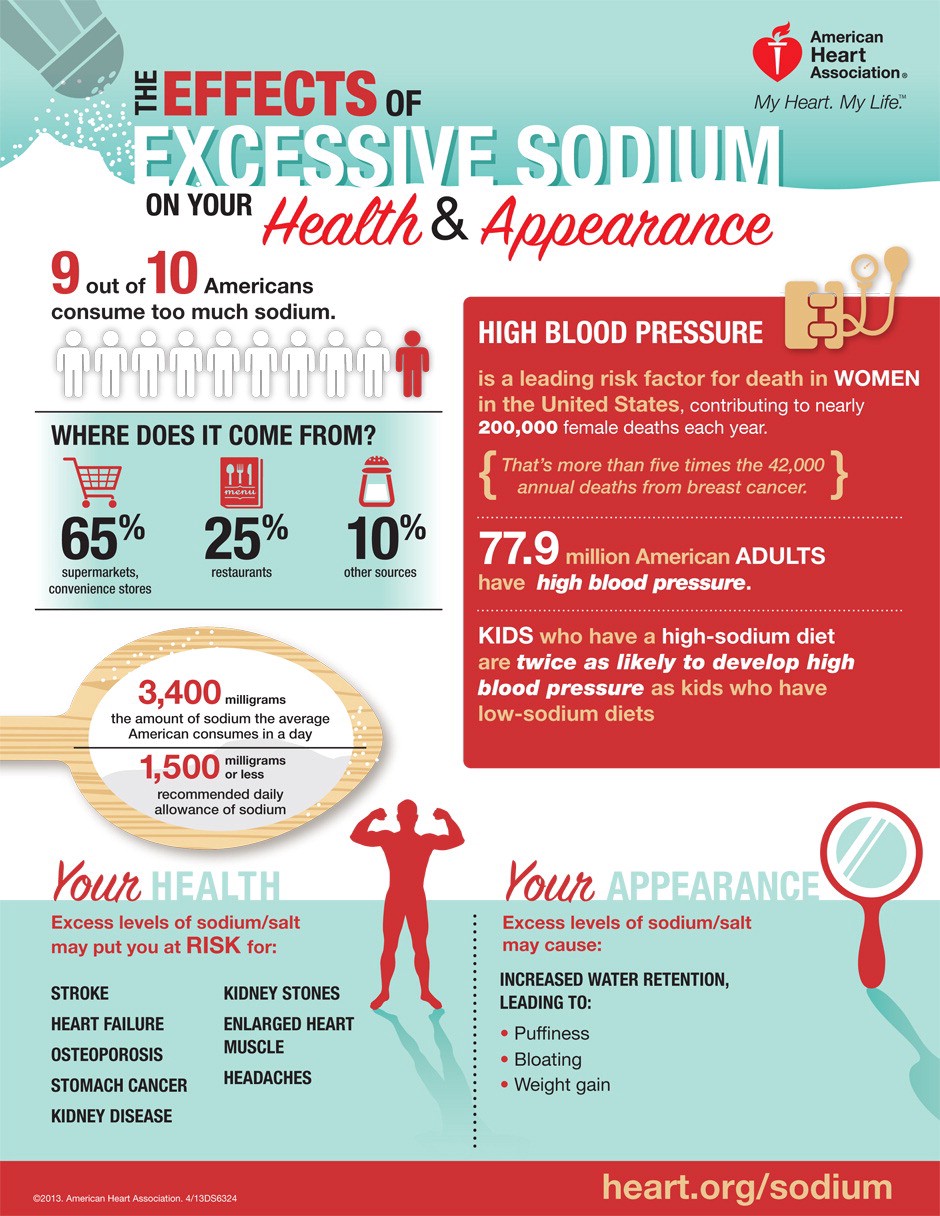 American
Heart
Association®
My Heart. My Life.™
THE EFFECTS OF
EXCESSIVE SODIUM
ON YOUR Health & Appearance
9 out of 10 Americans
consume too much sodium.
WHERE DOES IT COME FROM?
menu
65% 25% 10%
supermarkets,
convenience stores
restaurants
other sources
3,400 milligrams
the amount of sodium the average
American consumes in a day
1,500 milligrams
or less
recommended daily
allowance of sodium
HIGH BLOOD PRESSURE
is a leading risk factor for death in WOMEN
in the United States, contributing to nearly
200,000 female deaths each year.
{ That's more than five times the 42,000
annual deaths from breast cancer. }
77.9 million American ADULTS
have high blood pressure.
KIDS who have a high-sodium diet
are twice as likely to develop high
blood pressure as kids who have
low-sodium diets
Your HEALTH
Excess levels of sodium/salt
may put you at RISK for:
STROKE
HEART FAILURE
OSTEOPOROSIS
STOMACH CANCER
KIDNEY DISEASE
KIDNEY STONES
ENLARGED HEART
MUSCLE
HEADACHES
Your APPEARANCE
Excess levels of sodium/salt
may cause:
INCREASED WATER RETENTION,
LEADING TO:
• Puffiness
• Bloating
• Weight gain
©2013. American Heart Association. 4/13DS6324
heart.org/sodium